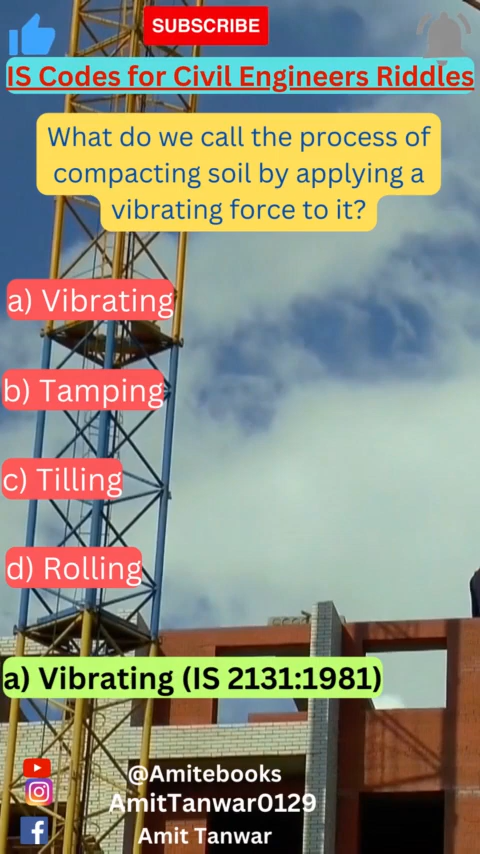 SUBSCRIBE
IS Codes for Civil Engineers Riddles
What do we call the process of
compacting soil by applying a
vibrating force to it?
a) Vibrating
b) Tamping
c) Tilling
d) Rolling
a) Vibrating (IS 2131:1981)
@Amitebooks
AmitTanwar0129
Amit Tanwar